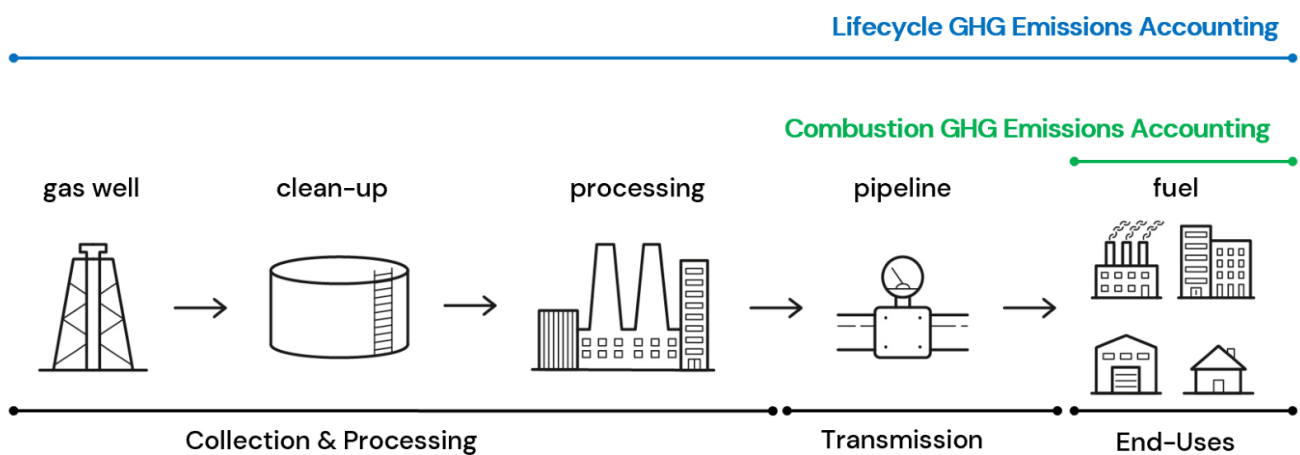 Lifecycle GHG Emissions Accounting
Combustion GHG Emissions Accounting
gas well
clean-up
processing
pipeline
fuel
Collection & Processing
Transmission
End-Uses